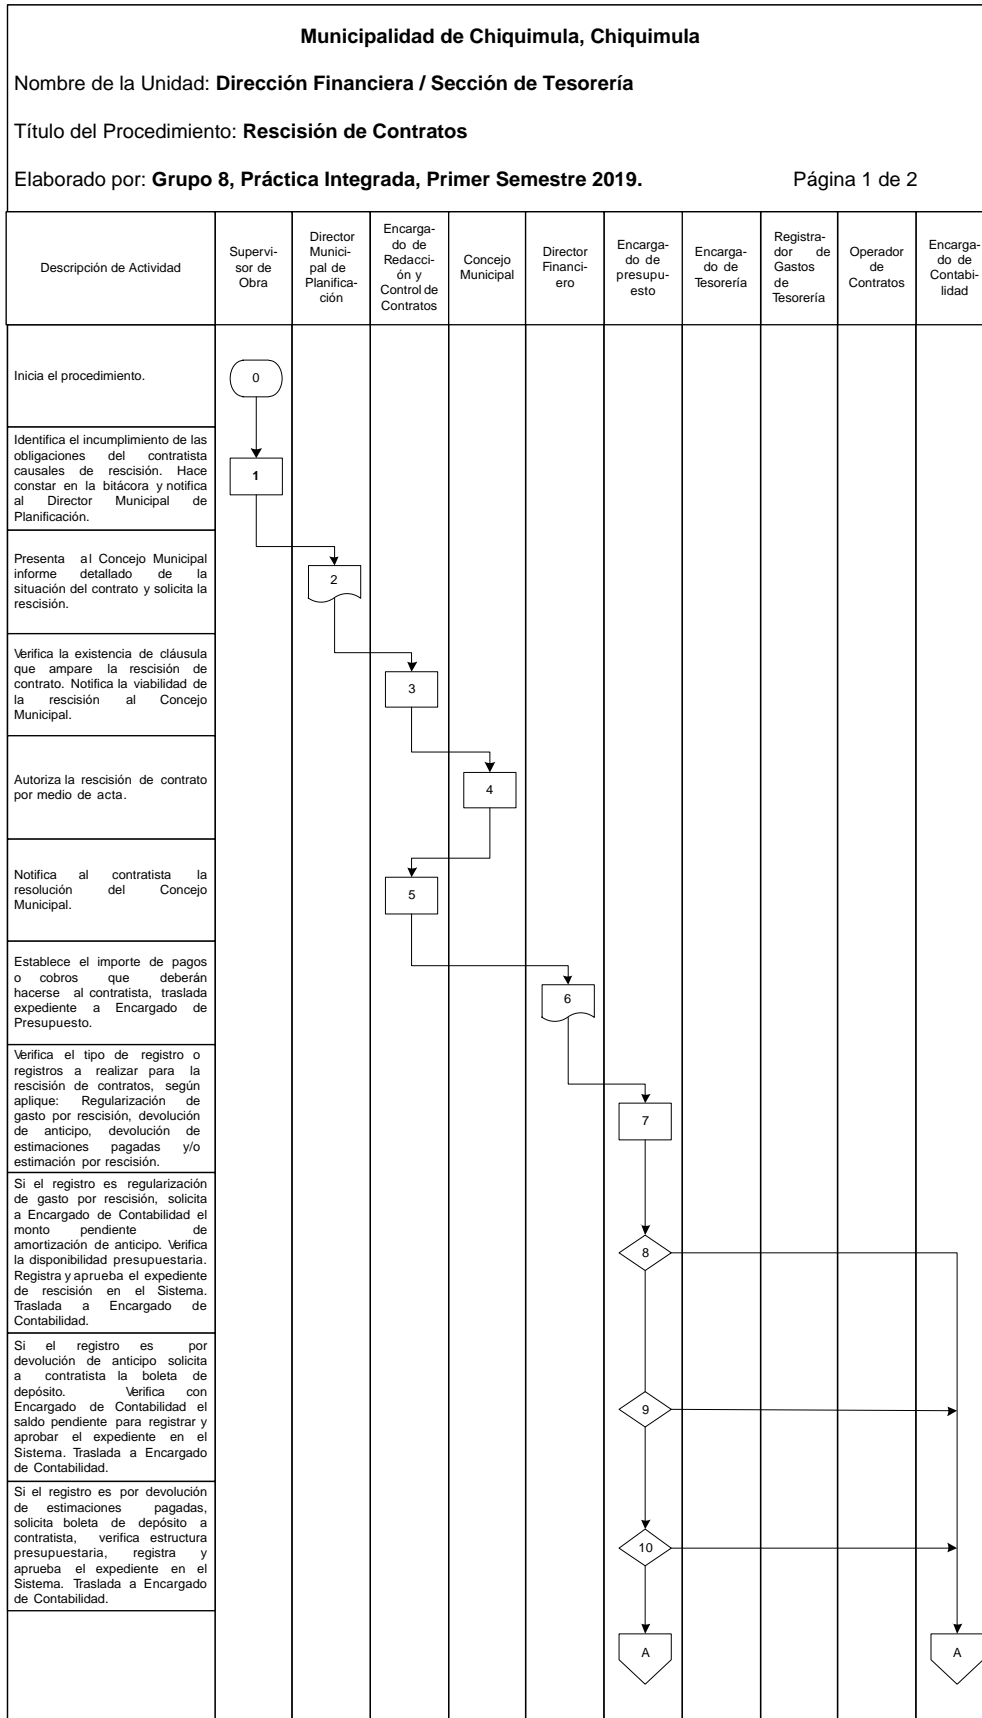 Municipalidad de Chiquimula, Chiquimula
Nombre de la Unidad: Dirección Financiera / Sección de Tesorería
Título del Procedimiento: Rescisión de Contratos
Elaborado por: Grupo 8, Práctica Integrada, Primer Semestre 2019. Página 1 de 2
Descripción de Actividad
Supervi-
sor de
Obra
Director
Munici-
pal de
Planifica-
ción
Encarga-
do de
Redacci-
ón y
Control de
Contratos
Concejo
Municipal
Director
Financi-
ero
Encarga-
do de
presupu-
esto
Encarga-
do de
Tesorería
Registra-
dor de
Gastos
de
Tesorería
Operador
de
Contratos
Encarga-
do de
Contabi-
lidad
Inicia el procedimiento.
0
Identifica el incumplimiento de las
obligaciones del contratista
causales de rescisión. Hace
constar en la bitácora y notifica
al Director Municipal de
Planificación.
1
Presenta al Concejo Municipal
informe detallado de la
situación del contrato y solicita la
rescisión.
2
Verifica la existencia de cláusula
que ampare la rescisión de
contrato. Notifica la viabilidad de
la rescisión al Concejo
Municipal.
3
Autoriza la rescisión de contrato
por medio de acta.
4
Notifica al contratista la
resolución del Concejo
Municipal.
5
Establece el importe de pagos
o cobros que deberán
hacerse al contratista, traslada
expediente a Encargado de
Presupuesto.
6
Verifica el tipo de registro o
registros a realizar para la
rescisión de contratos, según
aplique: Regularización de
gasto por rescisión, devolución
de anticipo, devolución de
estimaciones pagadas y/o
estimación por rescisión.
7
Si el registro es regularización
de gasto por rescisión, solicita
a Encargado de Contabilidad el
monto pendiente de
amortización de anticipo. Verifica
la disponibilidad presupuestaria.
Registra y aprueba el expediente
de rescisión en el Sistema.
Traslada a Encargado de
Contabilidad.
8
Si el registro es por
devolución de anticipo solicita
a contratista la boleta de
depósito. Verifica con
Encargado de Contabilidad el
saldo pendiente para registrar y
aprobar el expediente en el
Sistema. Traslada a Encargado
de Contabilidad.
9
Si el registro es por devolución
de estimaciones pagadas,
solicita boleta de depósito a
contratista, verifica estructura
presupuestaria, registra y
aprueba el expediente en el
Sistema. Traslada a Encargado
de Contabilidad.
10
A
A